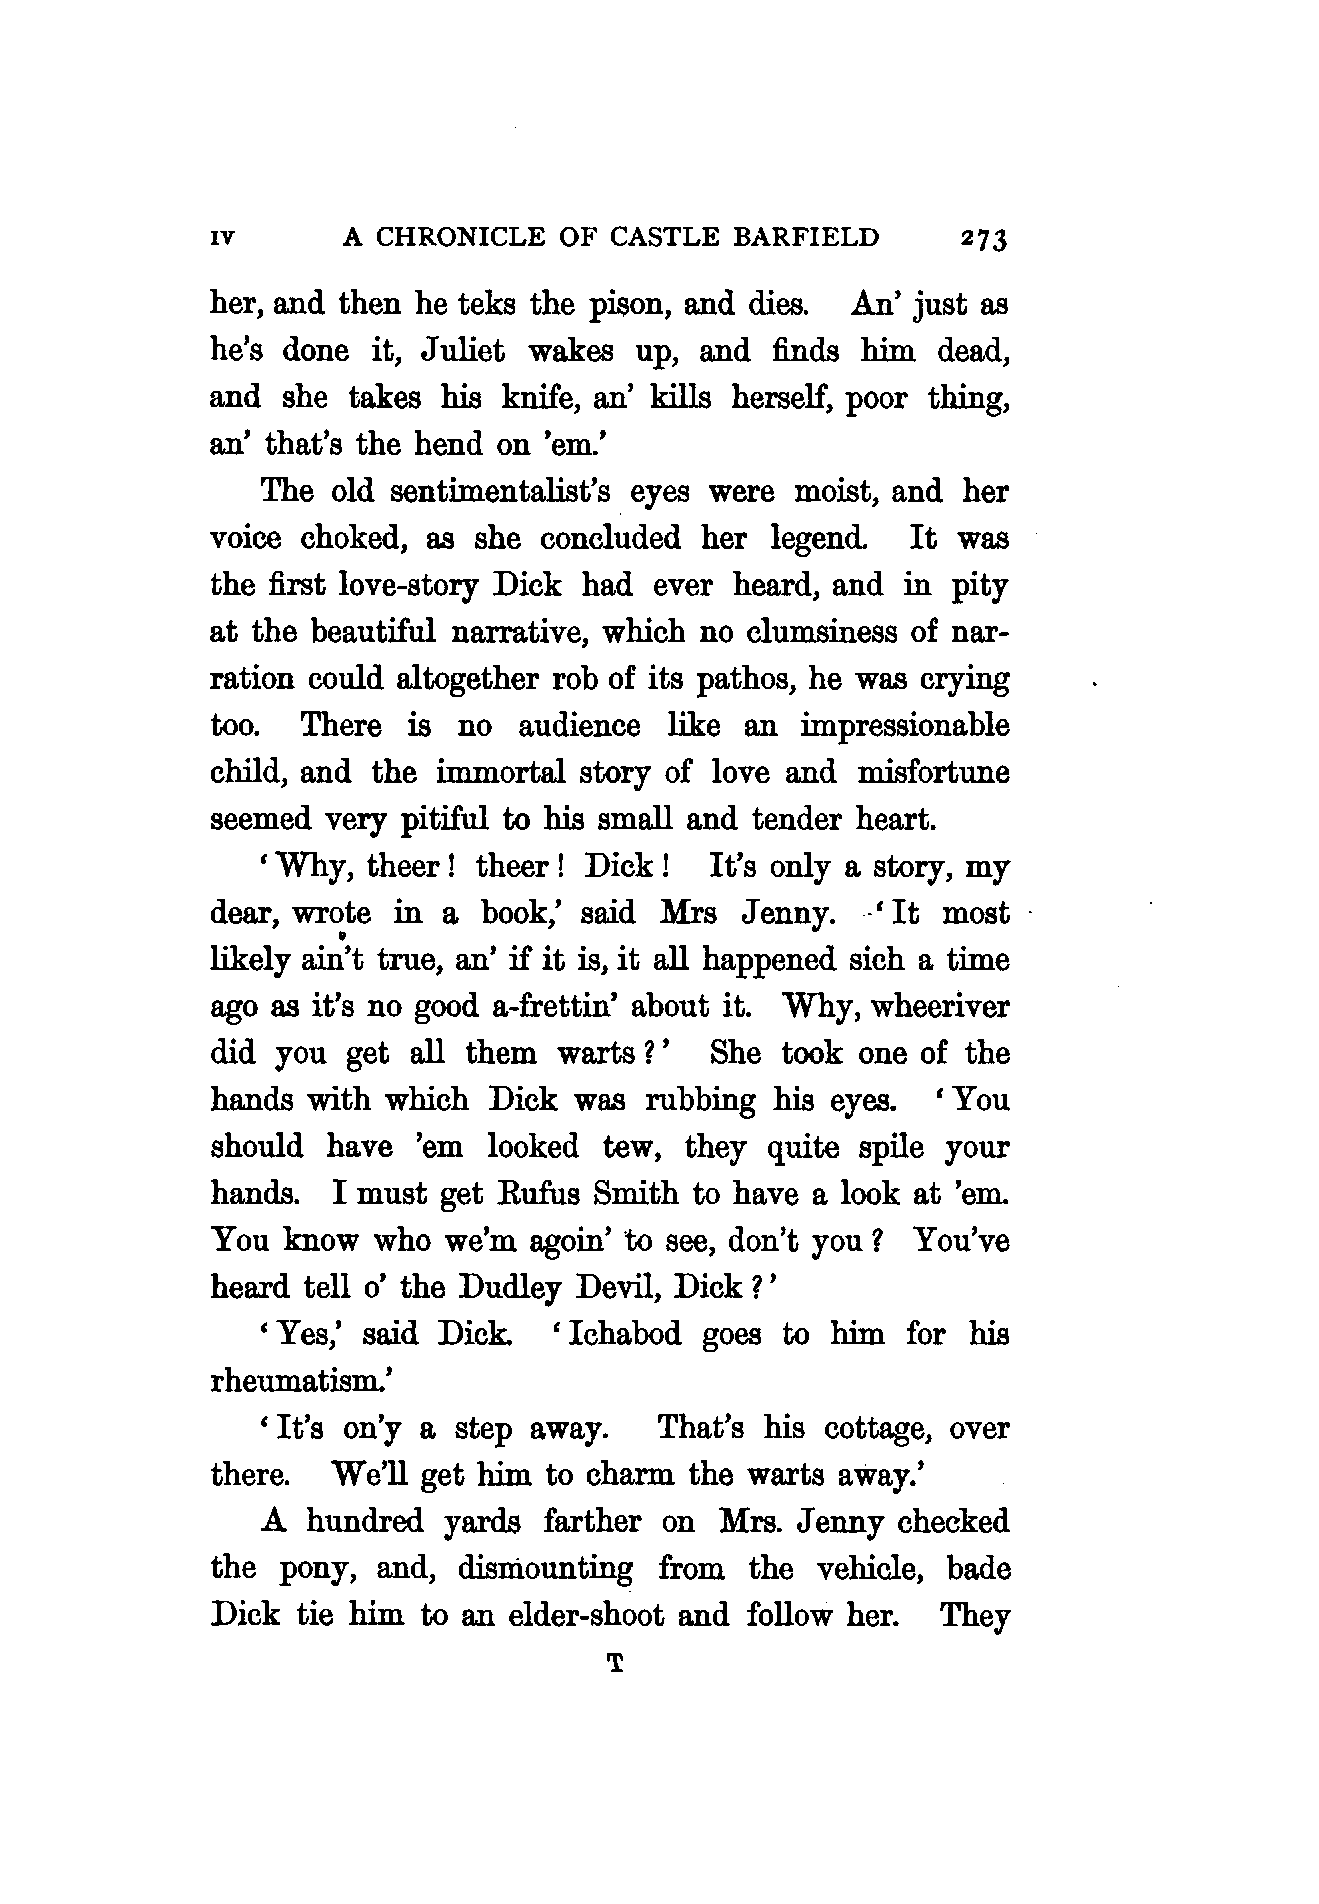 IV A CHRONICLE OF CASTLE BARFIELD 273
her, and then he teks the pison, and dies. An' just as
he's done it, Juliet wakes up, and finds him dead,
and she takes his knife, an' kills herself, poor thing,
an' that's the hend on 'em.'
The old sentimentalist's eyes were moist, and her
voice choked, as she concluded her legend. It was
the first love-story Dick had ever heard, and in pity
at the beautiful narrative, which no clumsiness of nar-
ration could altogether rob of its pathos, he was crying
too. There is no audience like an impressionable
child, and the immortal story of love and misfortune
seemed very pitiful to his small and tender heart.
'Why, theer! theer! Dick! It's only a story, my
dear, wrote in a book,' said Mrs Jenny. 'It most
likely ain't true, an' if it is, it all happened sich a time
ago as it's no good a-frettin' about it. Why, wheeriver
did you get all them warts?' She took one of the
hands with which Dick was rubbing his eyes. 'You
should have 'em looked tew, they quite spile your
hands. I must get Rufus Smith to have a look at 'em.
You know who we'm agoin' to see, don't you? You've
heard tell o' the Dudley Devil, Dick?'
'Yes,' said Dick. 'Ichabod goes to him for his
rheumatism.'
'It's on'y a step away. That's his cottage, over
there. We'll get him to charm the warts away.'
A hundred yards farther on Mrs. Jenny checked
the pony, and, dismounting from the vehicle, bade
Dick tie him to an elder-shoot and follow her. They
T